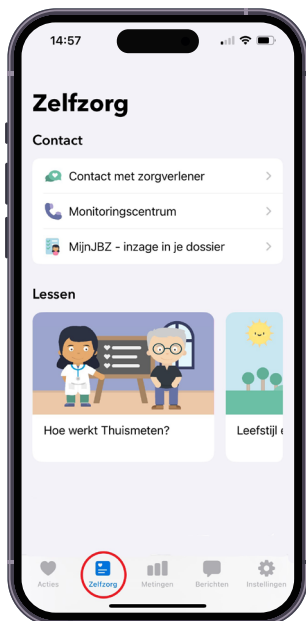 14:57
Zelfzorg
Contact
Contact met zorgverlener
Monitoringscentrum
MijnJBZ - inzage in je dossier
Lessen
Hoe werkt Thuismeten?
Leefstijl e
Acties Zelfzorg Metingen Berichten Instellingen